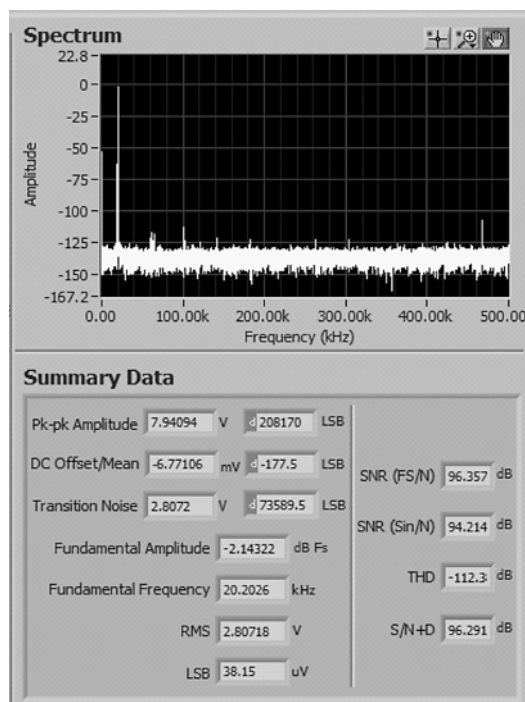 Spectrum
22.8
0
-25
-50
-75
-100
-125
-150
-167.2
Amplitude
0.00 100.00k 200.00k 300.00k 400.00k 500.00
Frequency (kHz)
Summary Data
Pk-pk Amplitude 7.94094 V d 208170 LSB
DC Offset/Mean -6.77106 mV d -177.5 LSB
Transition Noise 2.8072 V d 73589.5 LSB
Fundamental Amplitude -2.14322 dB Fs
Fundamental Frequency 20.2026 kHz
RMS 2.80718 V
LSB 38.15 uV
SNR (FS/N) 96.357 dB
SNR (Sin/N) 94.214 dB
THD -112.3 dB
S/N+D 96.291 dB